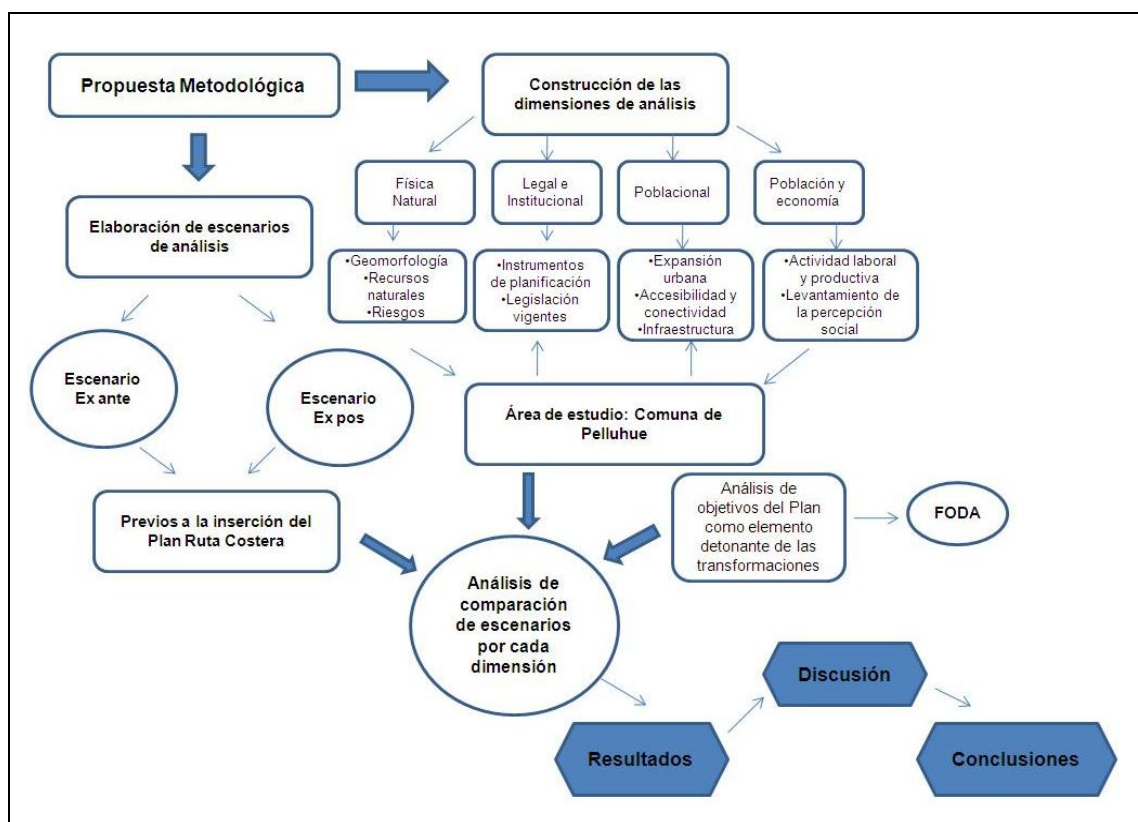 Propuesta Metodológica
Construcción de las
dimensiones de análisis
Física
Natural
Legal e
Institucional
Poblacional
Población y
economía
Elaboración de escenarios
de análisis
•Geomorfología
•Recursos
naturales
•Riesgos
•Instrumentos
de planificación
•Legislación
vigentes
•Expansión
urbana
•Accesibilidad y
conectividad
•Infraestructura
•Actividad laboral
y productiva
•Levantamiento de
la percepción
social
Escenario
Ex ante
Escenario
Ex pos
Área de estudio: Comuna de
Pelluhue
Previos a la inserción del
Plan Ruta Costera
Análisis de
objetivos del Plan
como elemento
detonante de las
transformaciones
FODA
Análisis de
comparación
de escenarios
por cada
dimensión
Discusión
Resultados
Conclusiones